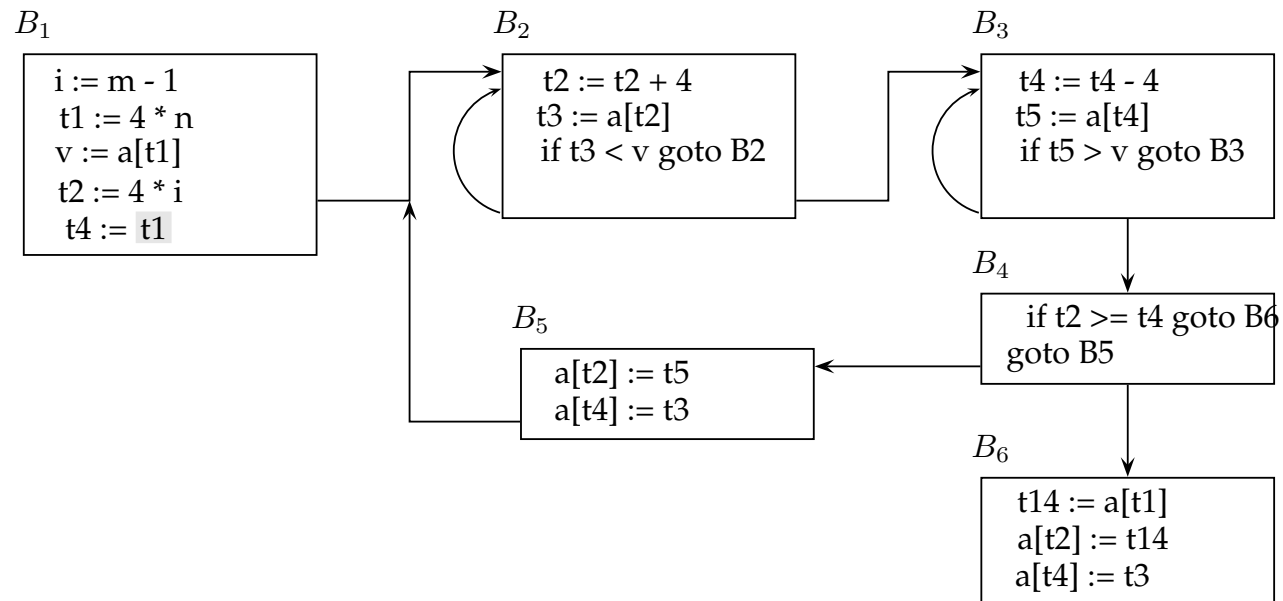 B1
i := m - 1
t1 := 4 * n
v := a[t1]
t2 := 4 * i
t4 := t1
B2
t2 := t2 + 4
t3 := a[t2]
if t3 < v goto B2
B3
t4 := t4 - 4
t5 := a[t4]
if t5 > v goto B3
B4
if t2 >= t4 goto B6
goto B5
B5
a[t2] := t5
a[t4] := t3
B6
t14 := a[t1]
a[t2] := t14
a[t4] := t3